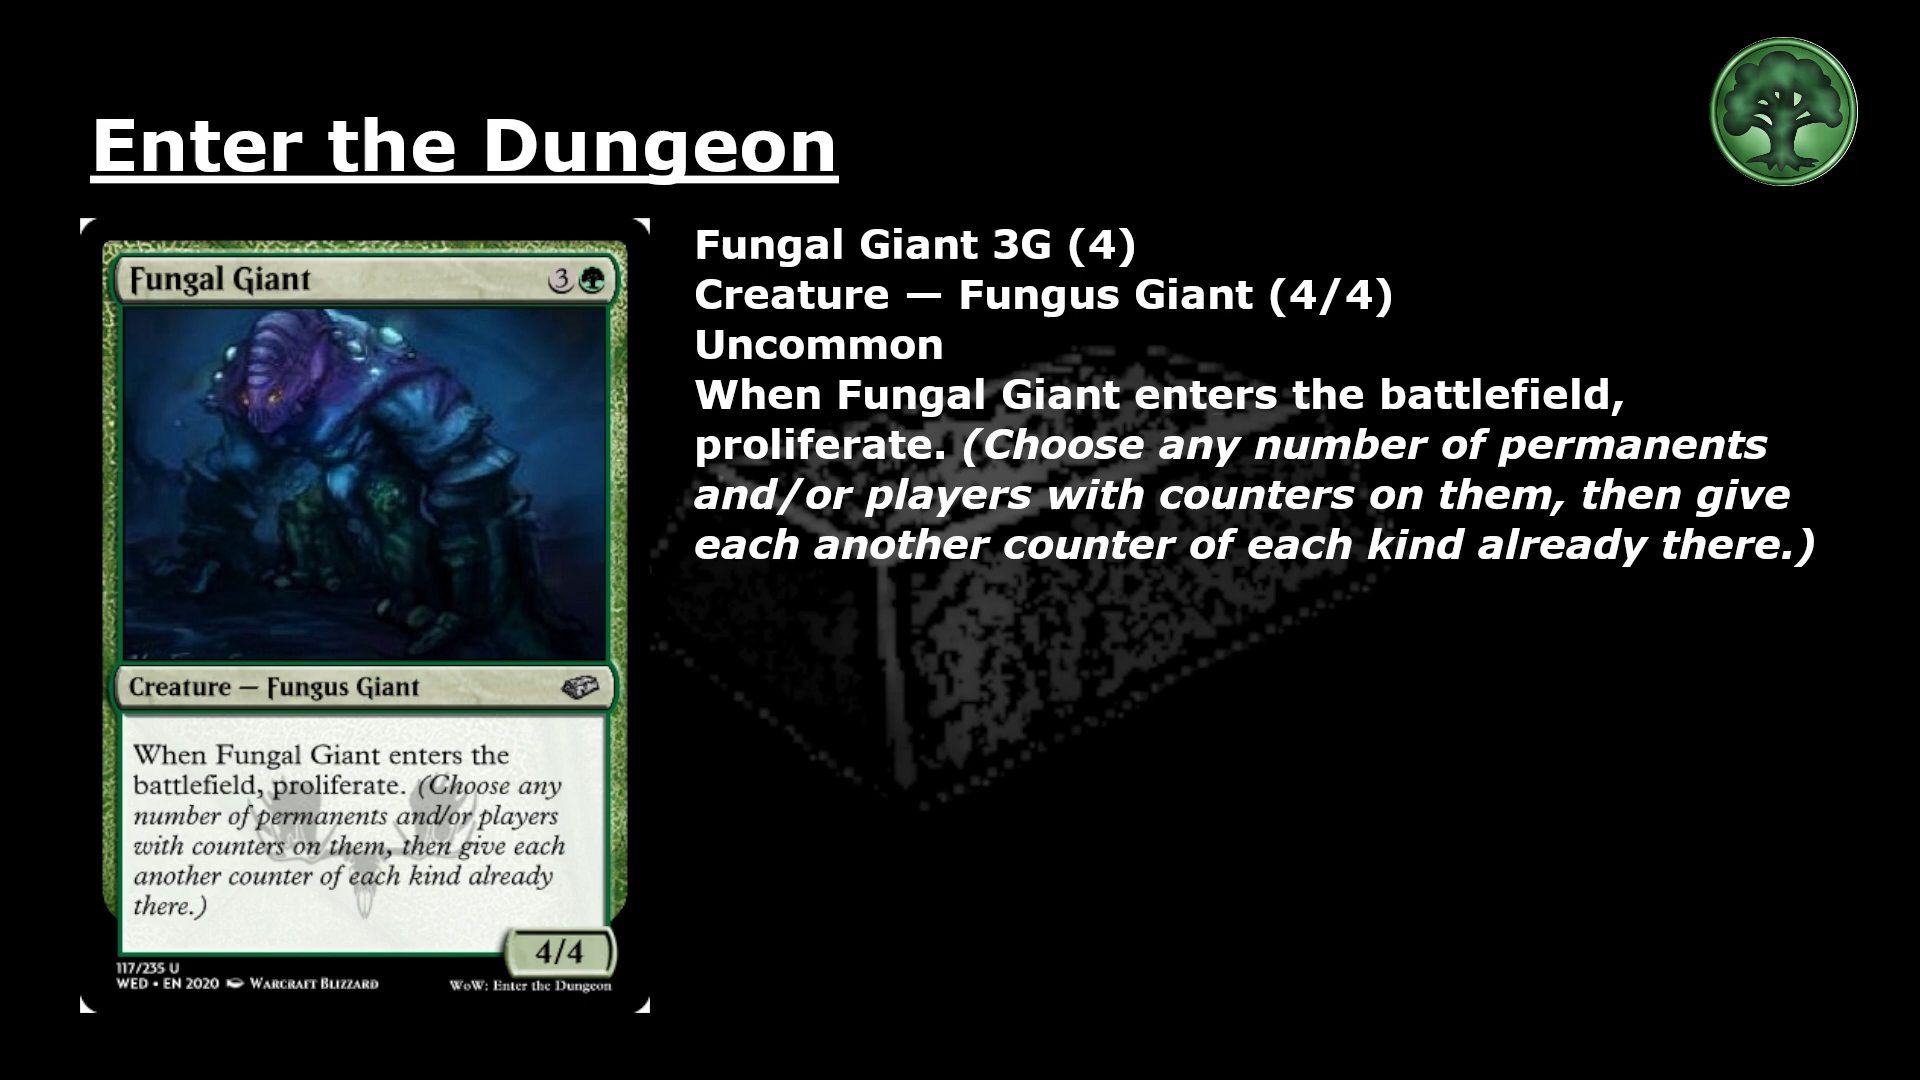 Enter the Dungeon
Fungal Giant
3
Creature — Fungus Giant
When Fungal Giant enters the
battlefield, proliferate. (Choose any
number of permanents and/or players
with counters on them, then give each
another counter of each kind already
there.)
4/4
117/235 U
WED • EN 2020 Warcraft Blizzard
WoW: Enter the Dungeon
Fungal Giant 3G (4)
Creature — Fungus Giant (4/4)
Uncommon
When Fungal Giant enters the battlefield,
proliferate. (Choose any number of permanents
and/or players with counters on them, then give
each another counter of each kind already there.)